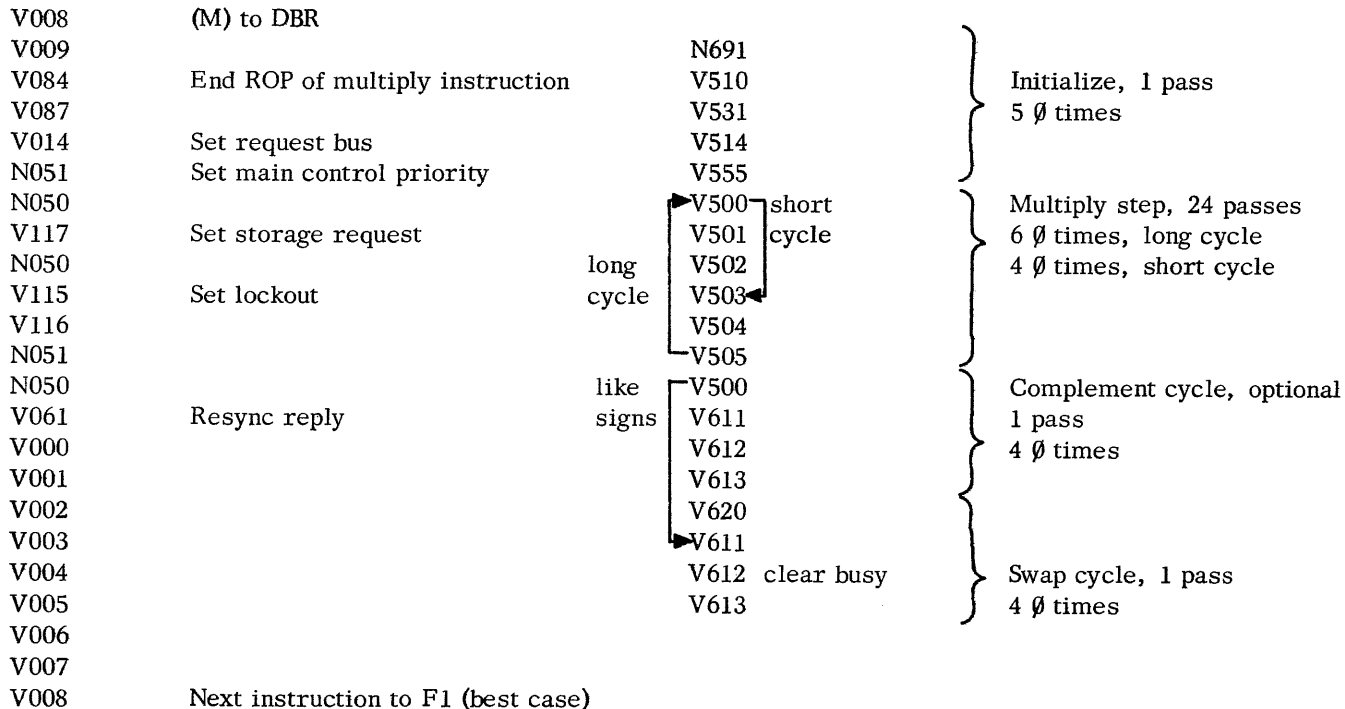 V008 (M) to DBR
V009 N691
V084 End ROP of multiply instruction V510 Initialize, 1 pass
V087 V531 5 Ø times
V014 Set request bus V514
N051 Set main control priority V555
N050 V500 short Multiply step, 24 passes
V117 Set storage request V501 cycle 6 Ø times, long cycle
N050 long V502 4 Ø times, short cycle
V115 Set lockout cycle V503
V116 V504
N051 V505
N050 like V500 Complement cycle, optional
V061 Resync reply signs V611 1 pass
V000 V612 4 Ø times
V001 V613
V002 V620
V003 V611
V004 V612 clear busy Swap cycle, 1 pass
V005 V613 4 Ø times
V006
V007
V008 Next instruction to F1 (best case)